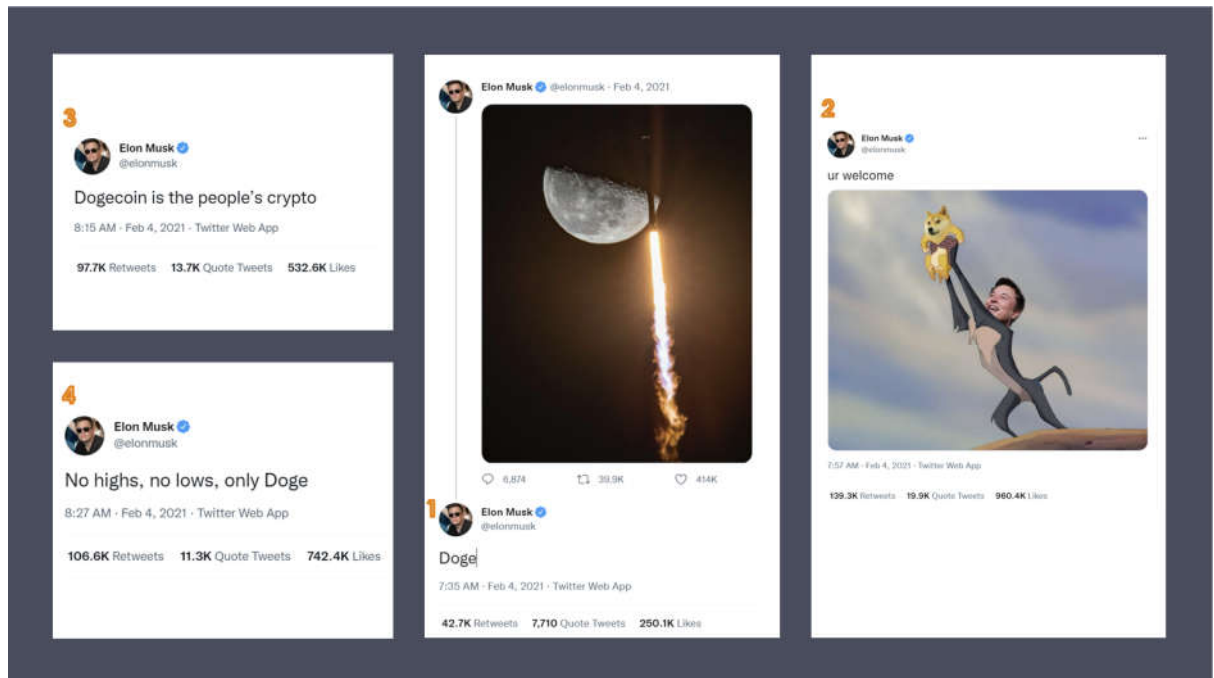 3
Elon Musk
@elonmusk
Dogecoin is the people's crypto
8:15 AM · Feb 4, 2021 · Twitter Web App
97.7K Retweets 13.7K Quote Tweets 532.6K Likes
4
Elon Musk
@elonmusk
No highs, no lows, only Doge
8:27 AM · Feb 4, 2021 · Twitter Web App
106.6K Retweets 11.3K Quote Tweets 742.4K Likes
Elon Musk @elonmusk · Feb 4, 2021
6,874 39.9K 414K
1
Elon Musk
@elonmusk
Doge
7:35 AM · Feb 4, 2021 · Twitter Web App
42.7K Retweets 7,710 Quote Tweets 250.1K Likes
2
Elon Musk
@elonmusk
ur welcome
7:57 AM · Feb 4, 2021 · Twitter Web App
139.3K Retweets 19.9K Quote Tweets 960.4K Likes